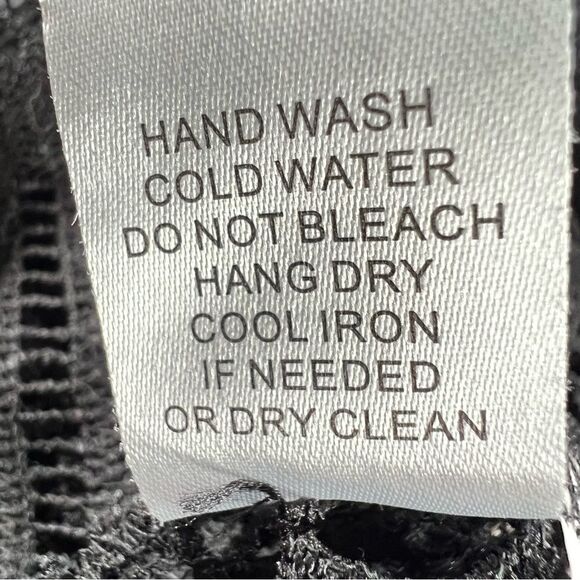 HAND WASH
COLD WATER
DO NOT BLEACH
HANG DRY
COOL IRON
IF NEEDED
OR DRY CLEAN